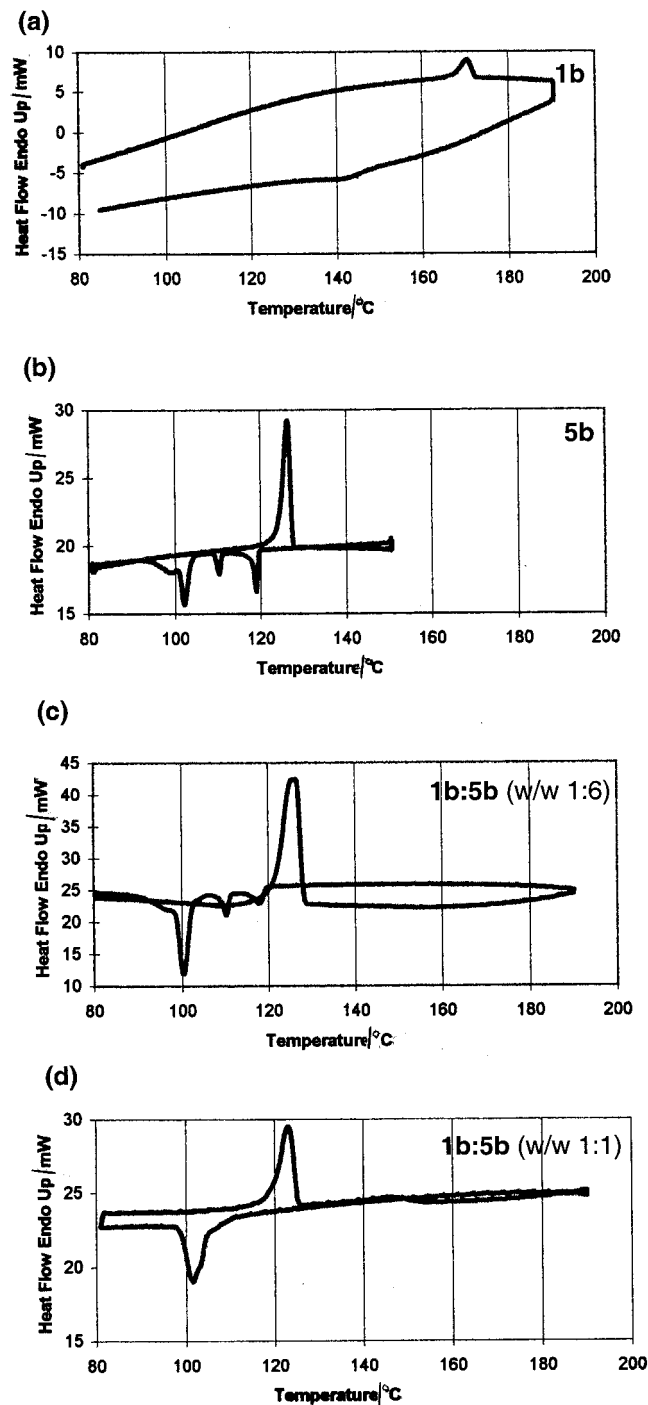 (a)
Heat Flow Endo Up/mW
10
5
0
-5
-10
-15
1b
80 100 120 140 160 180 200
Temperature/°C
(b)
Heat Flow Endo Up/mW
30
25
20
15
5b
80 100 120 140 160 180 200
Temperature/°C
(c)
Heat Flow Endo Up/mW
45
40
35
30
25
20
15
10
1b:5b (w/w 1:6)
80 100 120 140 160 180 200
Temperature/°C
(d)
Heat Flow Endo Up/mW
30
25
20
15
1b:5b (w/w 1:1)
80 100 120 140 160 180 200
Temperature/°C